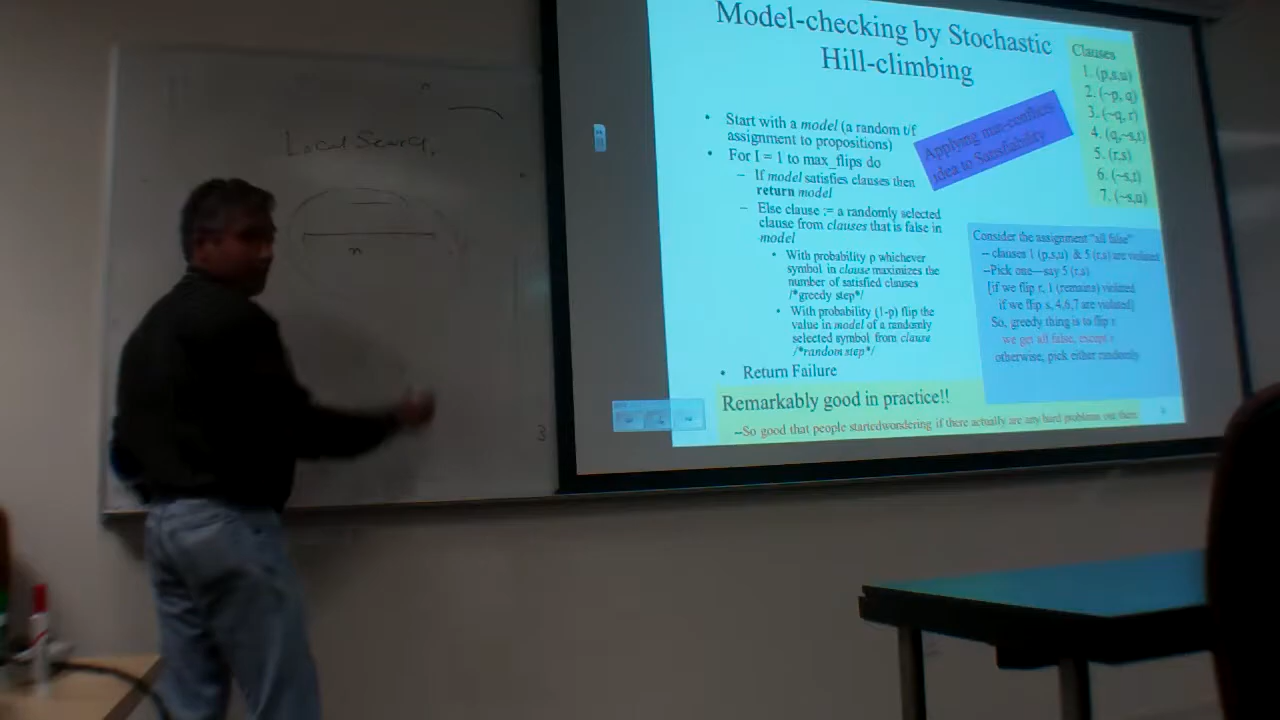 Local Search
n
n
3
Model-checking by Stochastic
Hill-climbing
• Start with a model (a random t/f
assignment to propositions)
• For I = 1 to max_flips do
– If model satisfies clauses then
return model
– Else clause := a randomly selected
clause from clauses that is false in
model
• With probability p whichever
symbol in clause maximizes the
number of satisfied clauses
/*greedy step*/
• With probability (1-p) flip the
value in model of a randomly
selected symbol from clause
/*random step*/
• Return Failure
Remarkably good in practice!!
–So good that people startedwondering if there actually are any hard problems out there
Applying min-conflicts
idea to Satisfiability
Clauses
1. (p,s,u)
2. (~p, q)
3. (~q, r)
4. (q,~s,t)
5. (r,s)
6. (~s,t)
7. (~s,u)
Consider the assignment "all false"
– clauses 1 (p,s,u) & 5 (r,s) are violated
–Pick one—say 5 (r,s)
[if we flip r, 1 (remains) violated
if we flip s, 4,6,7 are violated]
So, greedy thing is to flip r
we get all false, except r
otherwise, pick either randomly